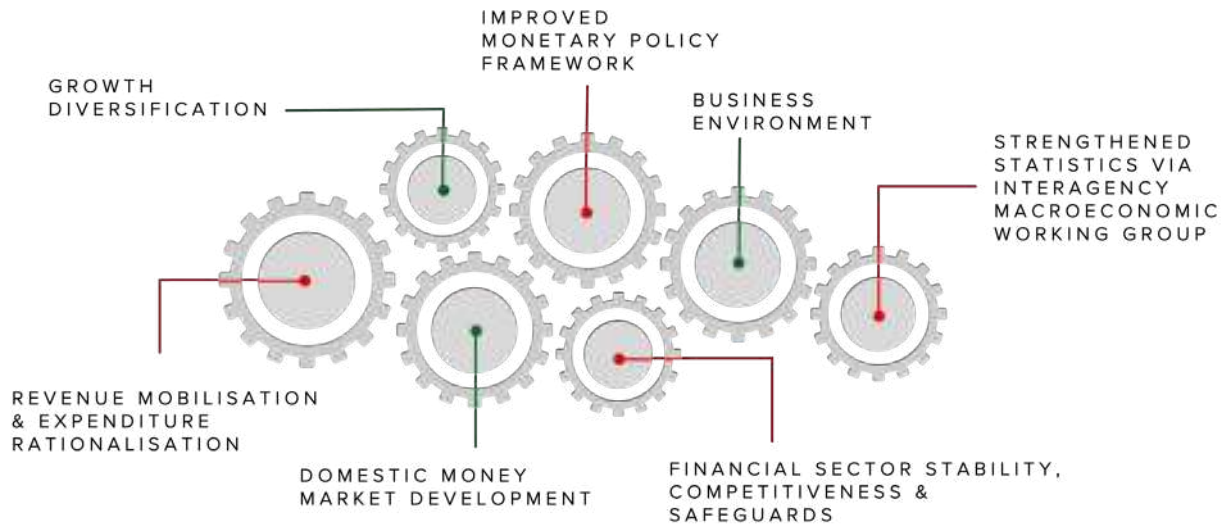 IMPROVED
MONETARY POLICY
FRAMEWORK
GROWTH
DIVERSIFICATION
BUSINESS
ENVIRONMENT
STRENGTHENED
STATISTICS VIA
INTERAGENCY
MACROECONOMIC
WORKING GROUP
REVENUE MOBILISATION
& EXPENDITURE
RATIONALISATION
DOMESTIC MONEY
MARKET DEVELOPMENT
FINANCIAL SECTOR STABILITY,
COMPETITIVENESS &
SAFEGUARDS